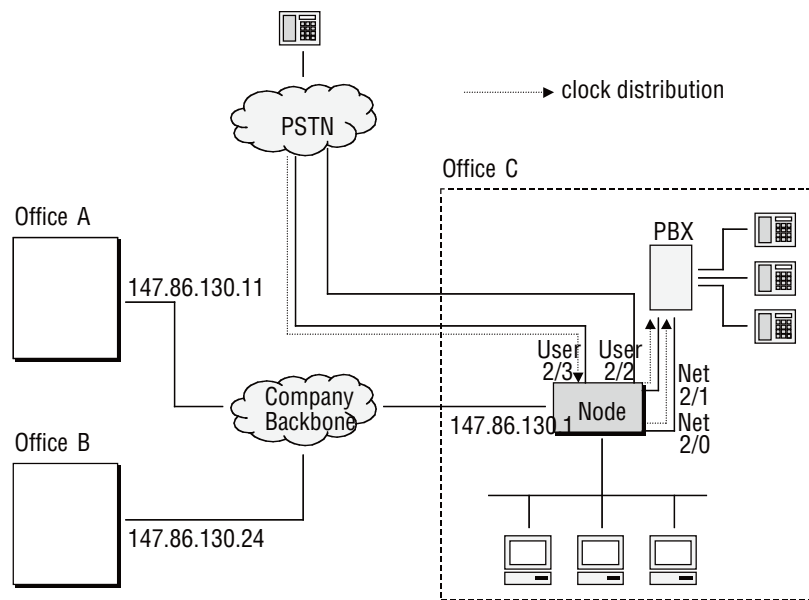 PSTN
clock distribution
Office C
Office A
PBX
147.86.130.11
User
2/3
User
2/2
Net
2/1
Company
Backbone
147.86.130.1
Node
Net
2/0
Office B
147.86.130.24